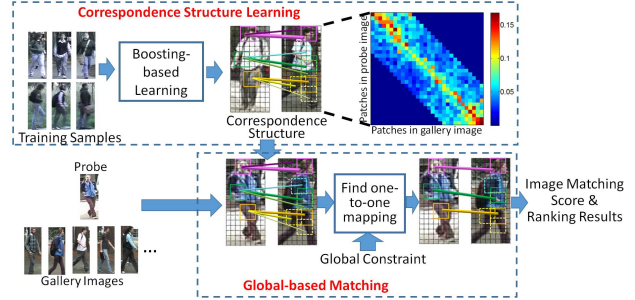 Correspondence Structure Learning
Boosting-
based
Learning
Training Samples
Correspondence
Structure
Patches in probe image
Patches in gallery image
0.15
0.1
0.05
Probe
Gallery Images
...
Find one-
to-one
mapping
Global Constraint
Global-based Matching
Image Matching
Score &
Ranking Results